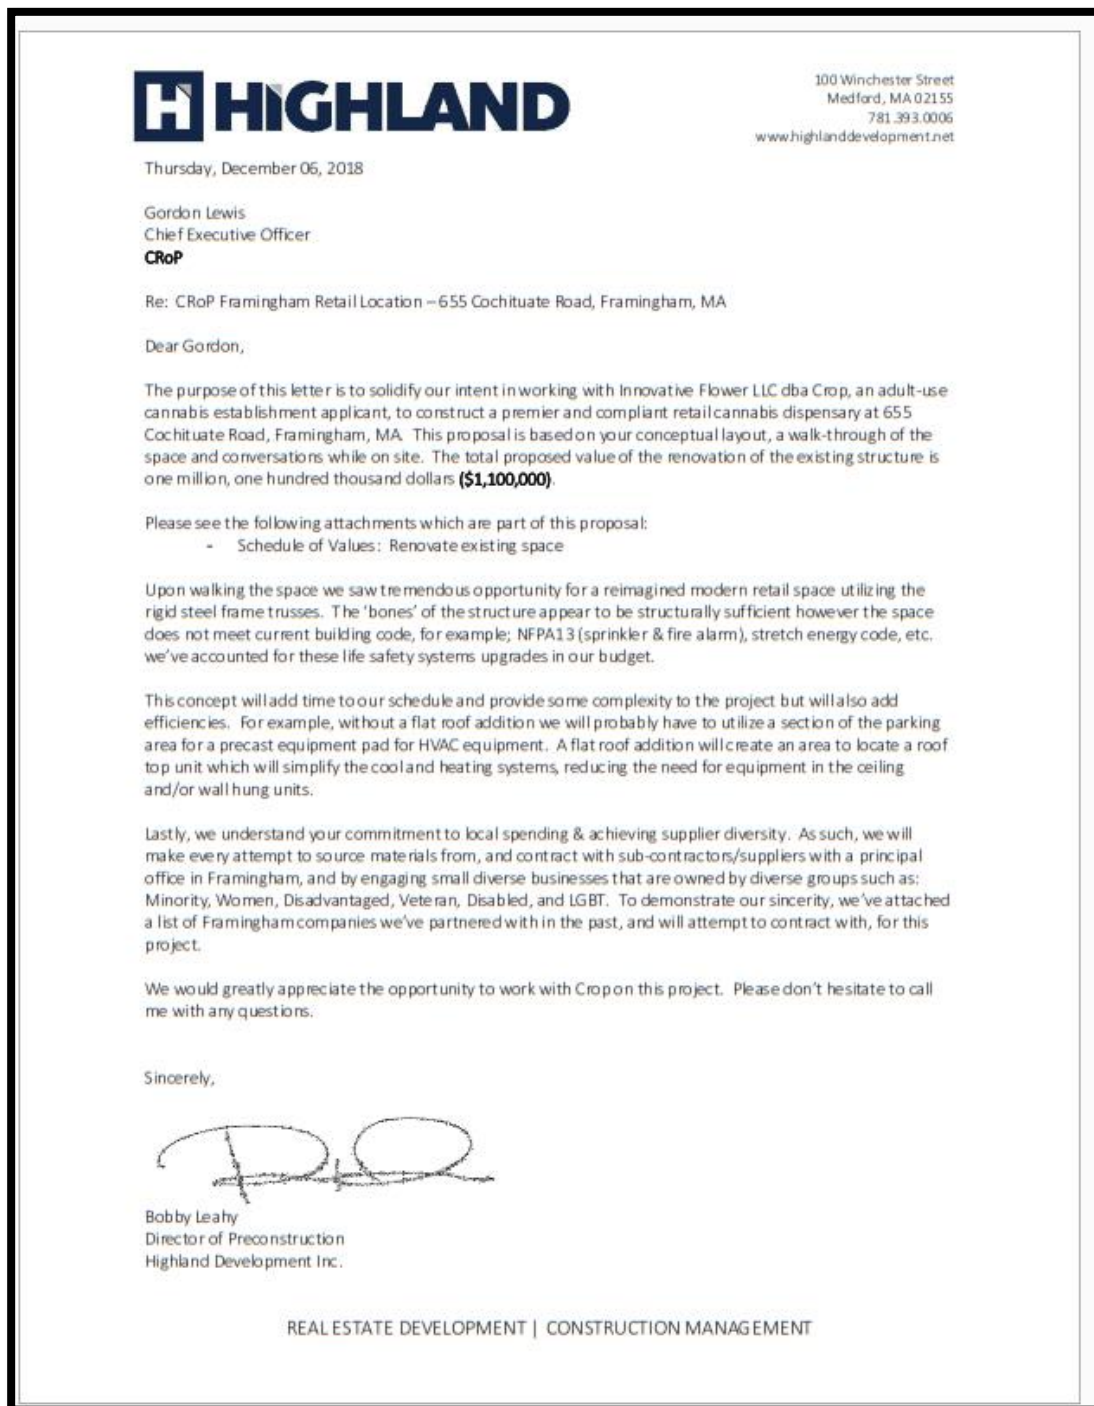 HIGHLAND
100 Winchester Street
Medford, MA 02155
781.393.0006
www.highlanddevelopment.net
Thursday, December 06, 2018
Gordon Lewis
Chief Executive Officer
CRoP
Re: CRoP Framingham Retail Location – 655 Cochituate Road, Framingham, MA
Dear Gordon,
The purpose of this letter is to solidify our intent in working with Innovative Flower LLC dba Crop, an adult-use
cannabis establishment applicant, to construct a premier and compliant retail cannabis dispensary at 655
Cochituate Road, Framingham, MA. This proposal is based on your conceptual layout, a walk-through of the
space and conversations while on site. The total proposed value of the renovation of the existing structure is
one million, one hundred thousand dollars ($1,100,000).
Please see the following attachments which are part of this proposal:
- Schedule of Values: Renovate existing space
Upon walking the space we saw tremendous opportunity for a reimagined modern retail space utilizing the
rigid steel frame trusses. The 'bones' of the structure appear to be structurally sufficient however the space
does not meet current building code, for example; NFPA13 (sprinkler & fire alarm), stretch energy code, etc.
we've accounted for these life safety systems upgrades in our budget.
This concept will add time to our schedule and provide some complexity to the project but will also add
efficiencies. For example, without a flat roof addition we will probably have to utilize a section of the parking
area for a precast equipment pad for HVAC equipment. A flat roof addition will create an area to locate a roof
top unit which will simplify the cool and heating systems, reducing the need for equipment in the ceiling
and/or wall hung units.
Lastly, we understand your commitment to local spending & achieving supplier diversity. As such, we will
make every attempt to source materials from, and contract with sub-contractors/suppliers with a principal
office in Framingham, and by engaging small diverse businesses that are owned by diverse groups such as:
Minority, Women, Disadvantaged, Veteran, Disabled, and LGBT. To demonstrate our sincerity, we've attached
a list of Framingham companies we've partnered with in the past, and will attempt to contract with, for this
project.
We would greatly appreciate the opportunity to work with Crop on this project. Please don't hesitate to call
me with any questions.
Sincerely,
Bobby Leahy
Director of Preconstruction
Highland Development Inc.
REAL ESTATE DEVELOPMENT | CONSTRUCTION MANAGEMENT